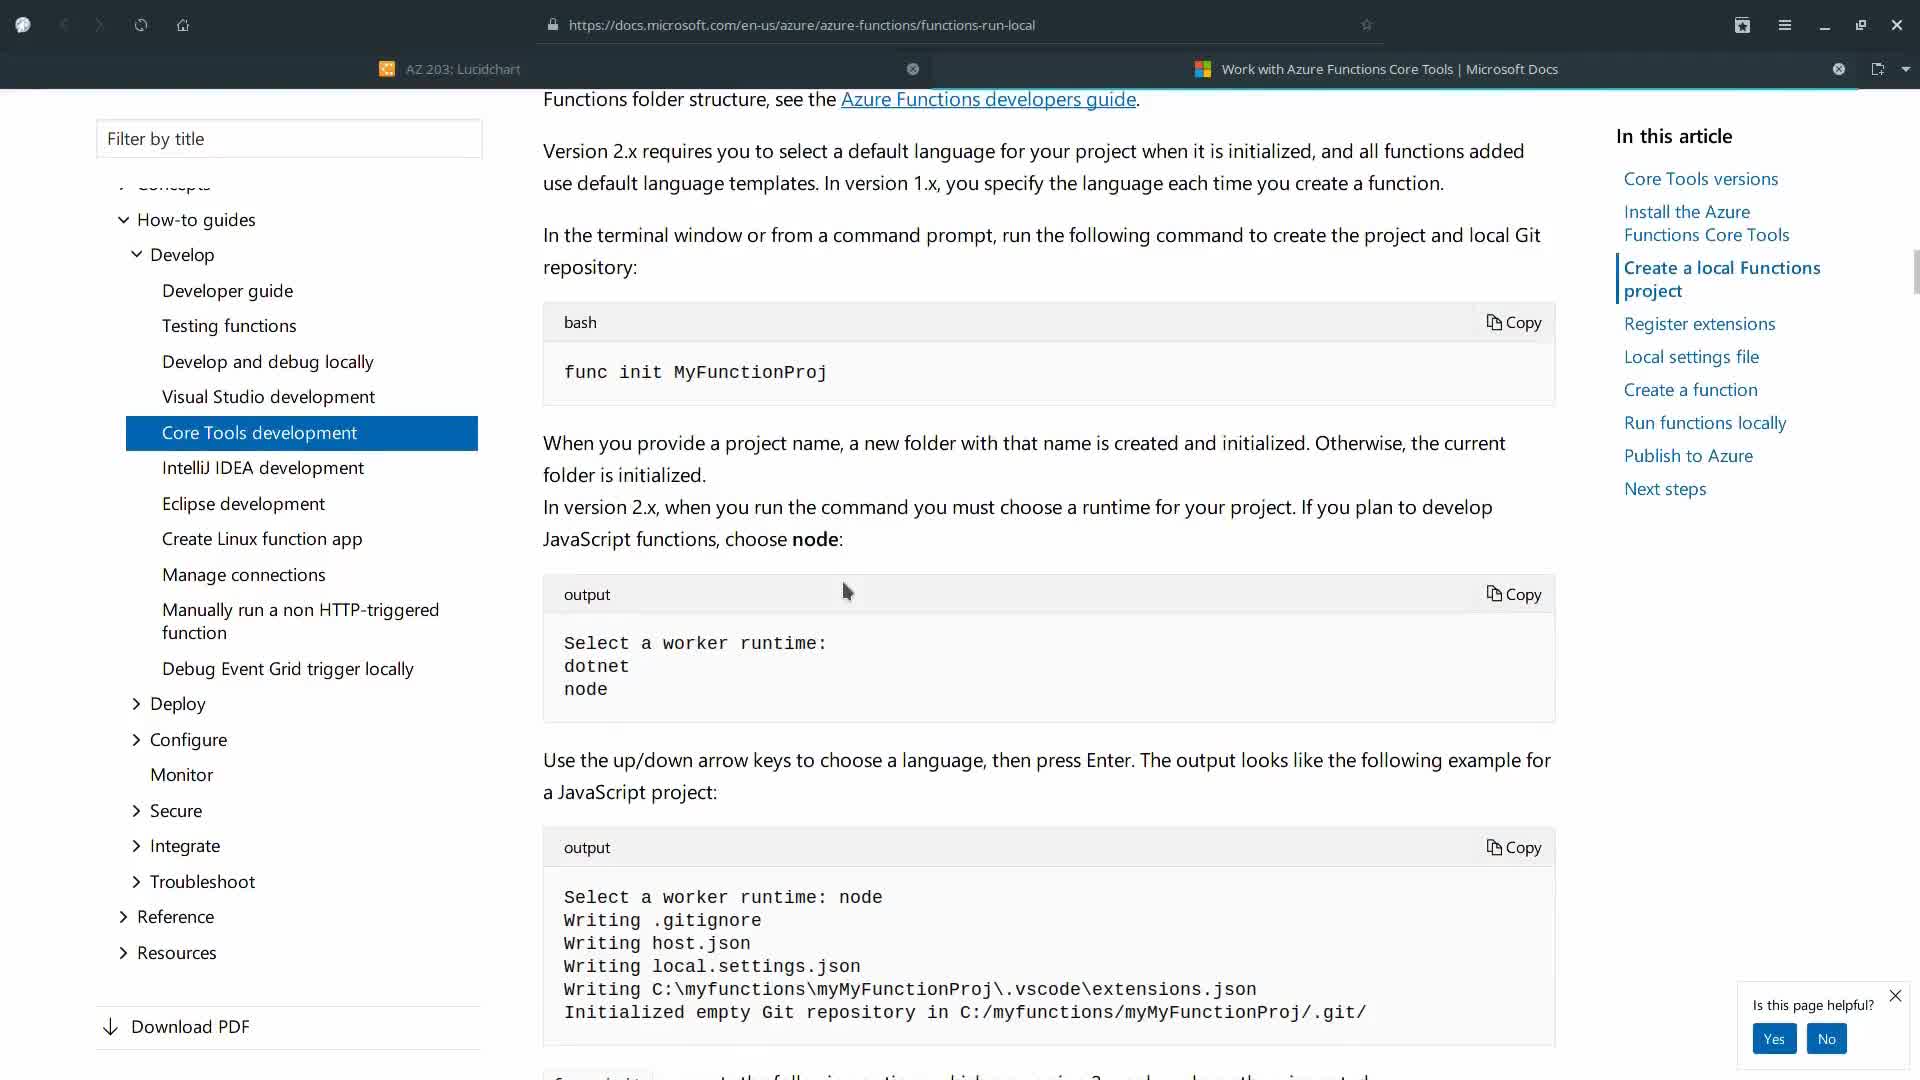 https://docs.microsoft.com/en-us/azure/azure-functions/functions-run-local
AZ 203: Lucidchart
Work with Azure Functions Core Tools | Microsoft Docs
Filter by title
Concepts
How-to guides
Develop
Developer guide
Testing functions
Develop and debug locally
Visual Studio development
Core Tools development
IntelliJ IDEA development
Eclipse development
Create Linux function app
Manage connections
Manually run a non HTTP-triggered
function
Debug Event Grid trigger locally
Deploy
Configure
Monitor
Secure
Integrate
Troubleshoot
Reference
Resources
Download PDF
Functions folder structure, see the Azure Functions developers guide.
Version 2.x requires you to select a default language for your project when it is initialized, and all functions added
use default language templates. In version 1.x, you specify the language each time you create a function.
In the terminal window or from a command prompt, run the following command to create the project and local Git
repository:
bash
Copy
func init MyFunctionProj
When you provide a project name, a new folder with that name is created and initialized. Otherwise, the current
folder is initialized.
In version 2.x, when you run the command you must choose a runtime for your project. If you plan to develop
JavaScript functions, choose node:
output
Copy
Select a worker runtime:
dotnet
node
Use the up/down arrow keys to choose a language, then press Enter. The output looks like the following example for
a JavaScript project:
output
Copy
Select a worker runtime: node
Writing .gitignore
Writing host.json
Writing local.settings.json
Writing C:\myfunctions\myMyFunctionProj\.vscode\extensions.json
Initialized empty Git repository in C:/myfunctions/myMyFunctionProj/.git/
In this article
Core Tools versions
Install the Azure
Functions Core Tools
Create a local Functions
project
Register extensions
Local settings file
Create a function
Run functions locally
Publish to Azure
Next steps
Is this page helpful?
Yes
No